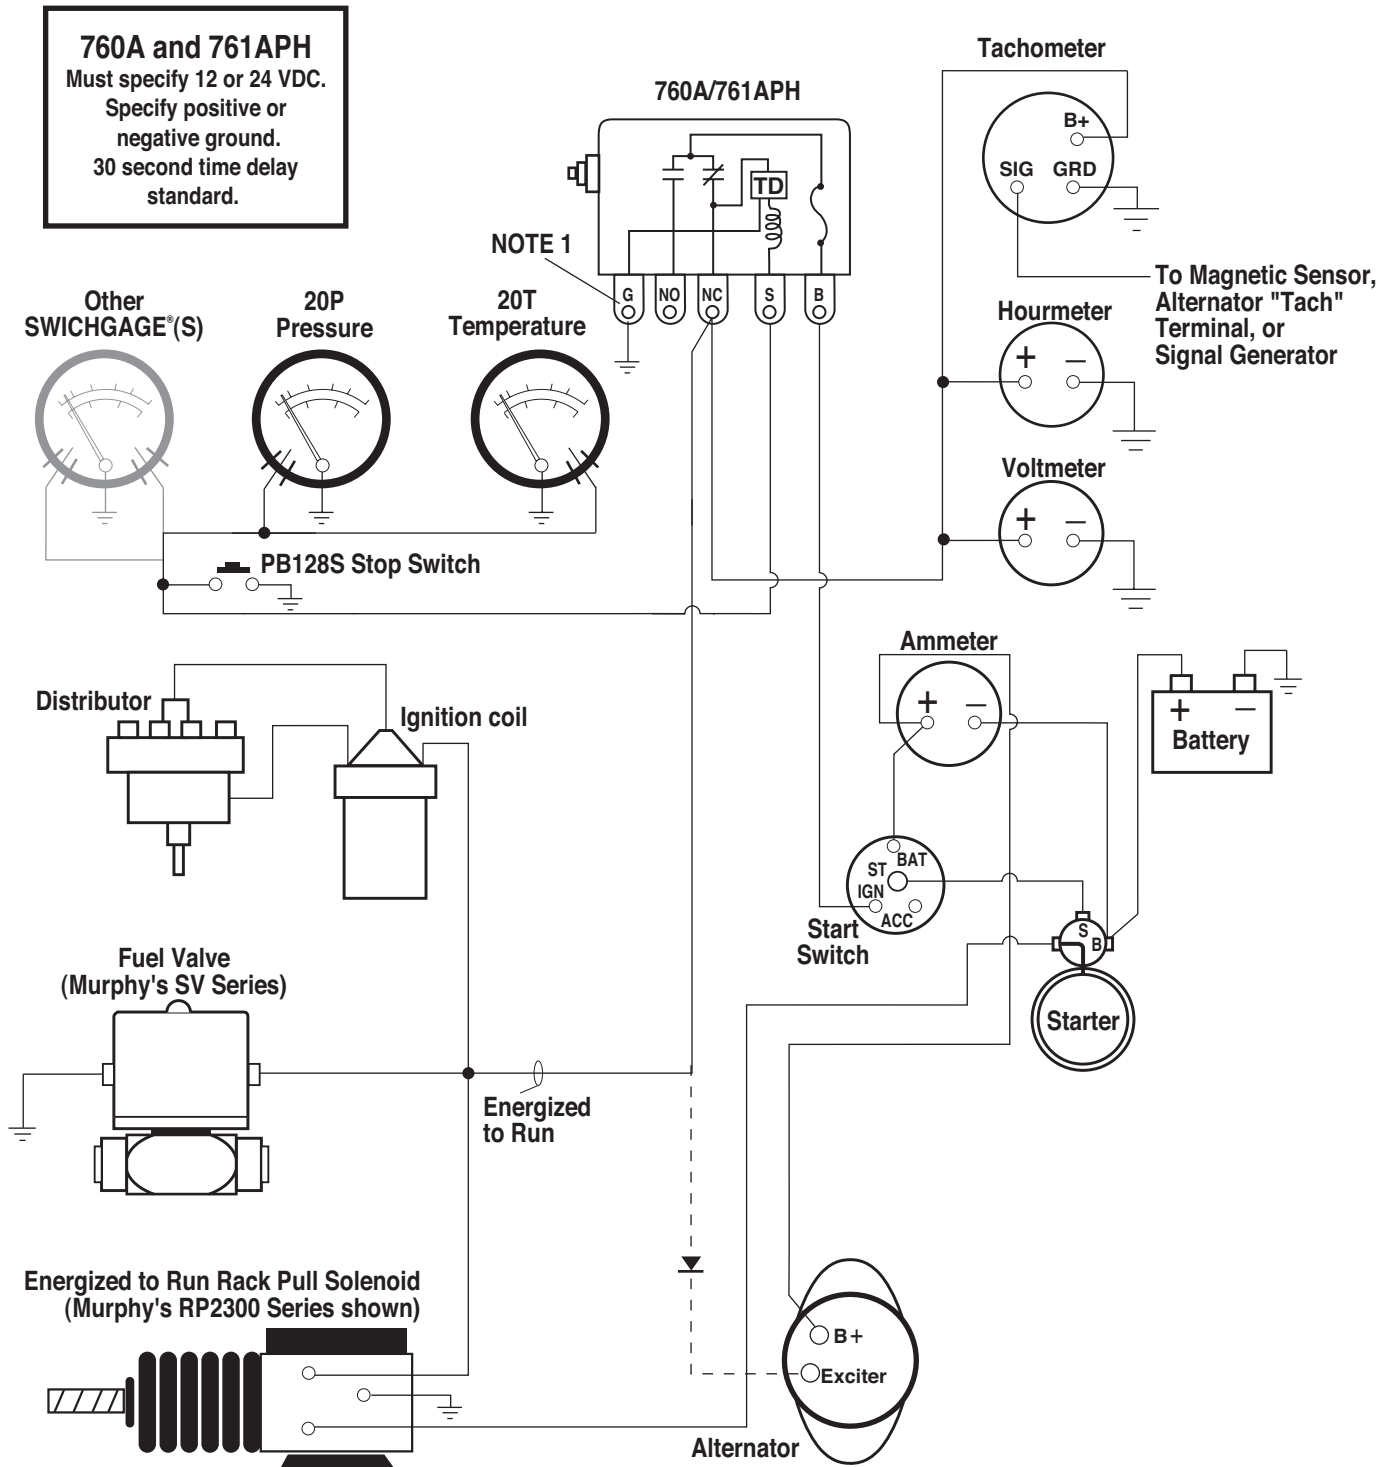 760A and 761APH
Must specify 12 or 24 VDC.
Specify positive or
negative ground.
30 second time delay
standard.
760A/761APH
TD
NOTE 1
G
NO
NC
S
B
Tachometer
B+
SIG
GRD
To Magnetic Sensor,
Alternator "Tach"
Terminal, or
Signal Generator
Other
SWICHGAGE®(S)
20P
Pressure
20T
Temperature
Hourmeter
+
–
Voltmeter
+
–
PB128S Stop Switch
Ammeter
+
–
+
–
Battery
Distributor
Ignition coil
BAT
ST
IGN
ACC
Start
Switch
S
B
Starter
Fuel Valve
(Murphy's SV Series)
Energized
to Run
Energized to Run Rack Pull Solenoid
(Murphy's RP2300 Series shown)
B+
Exciter
Alternator